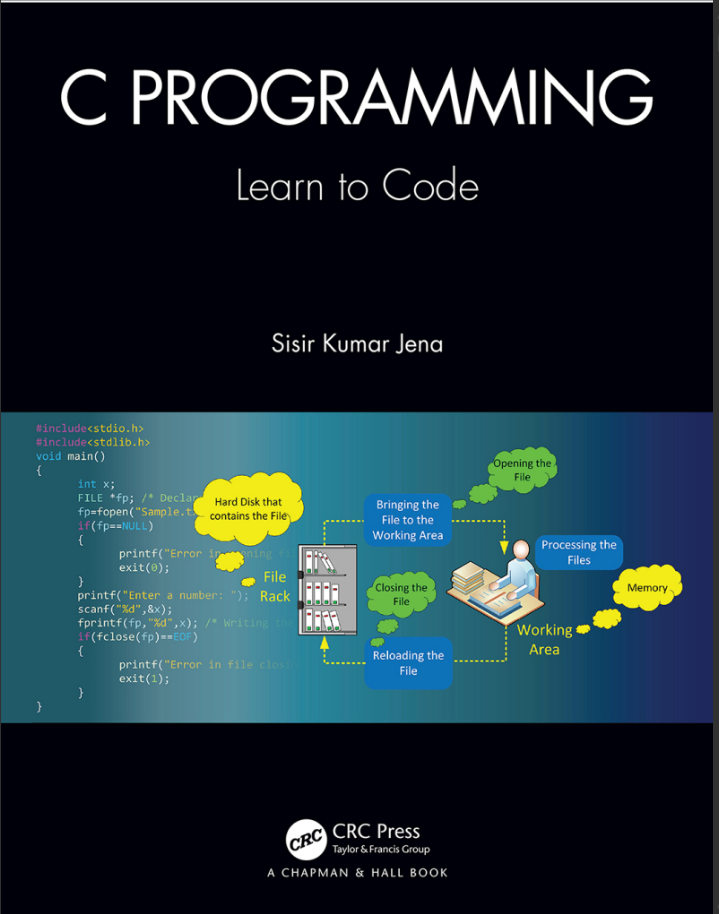 C PROGRAMMING
Learn to Code
Sisir Kumar Jena
#include<stdio.h>
#include<stdlib.h>
void main()
{
int x;
FILE *fp; /* Declar
fp=fopen("Sample.t
if(fp==NULL)
{
printf("Error in opening fi
exit(0);
}
printf("Enter a number: ");
scanf("%d",&x);
fprintf(fp,"%d",x); /* Writing th
if(fclose(fp)==EOF)
{
printf("Error in file closi
exit(1);
}
}
Hard Disk that
contains the File
File
Rack
Bringing the
File to the
Working Area
Opening the
File
Processing the
Files
Closing the
File
Memory
Working
Area
Reloading the
File
CRC
CRC Press
Taylor & Francis Group
A CHAPMAN & HALL BOOK